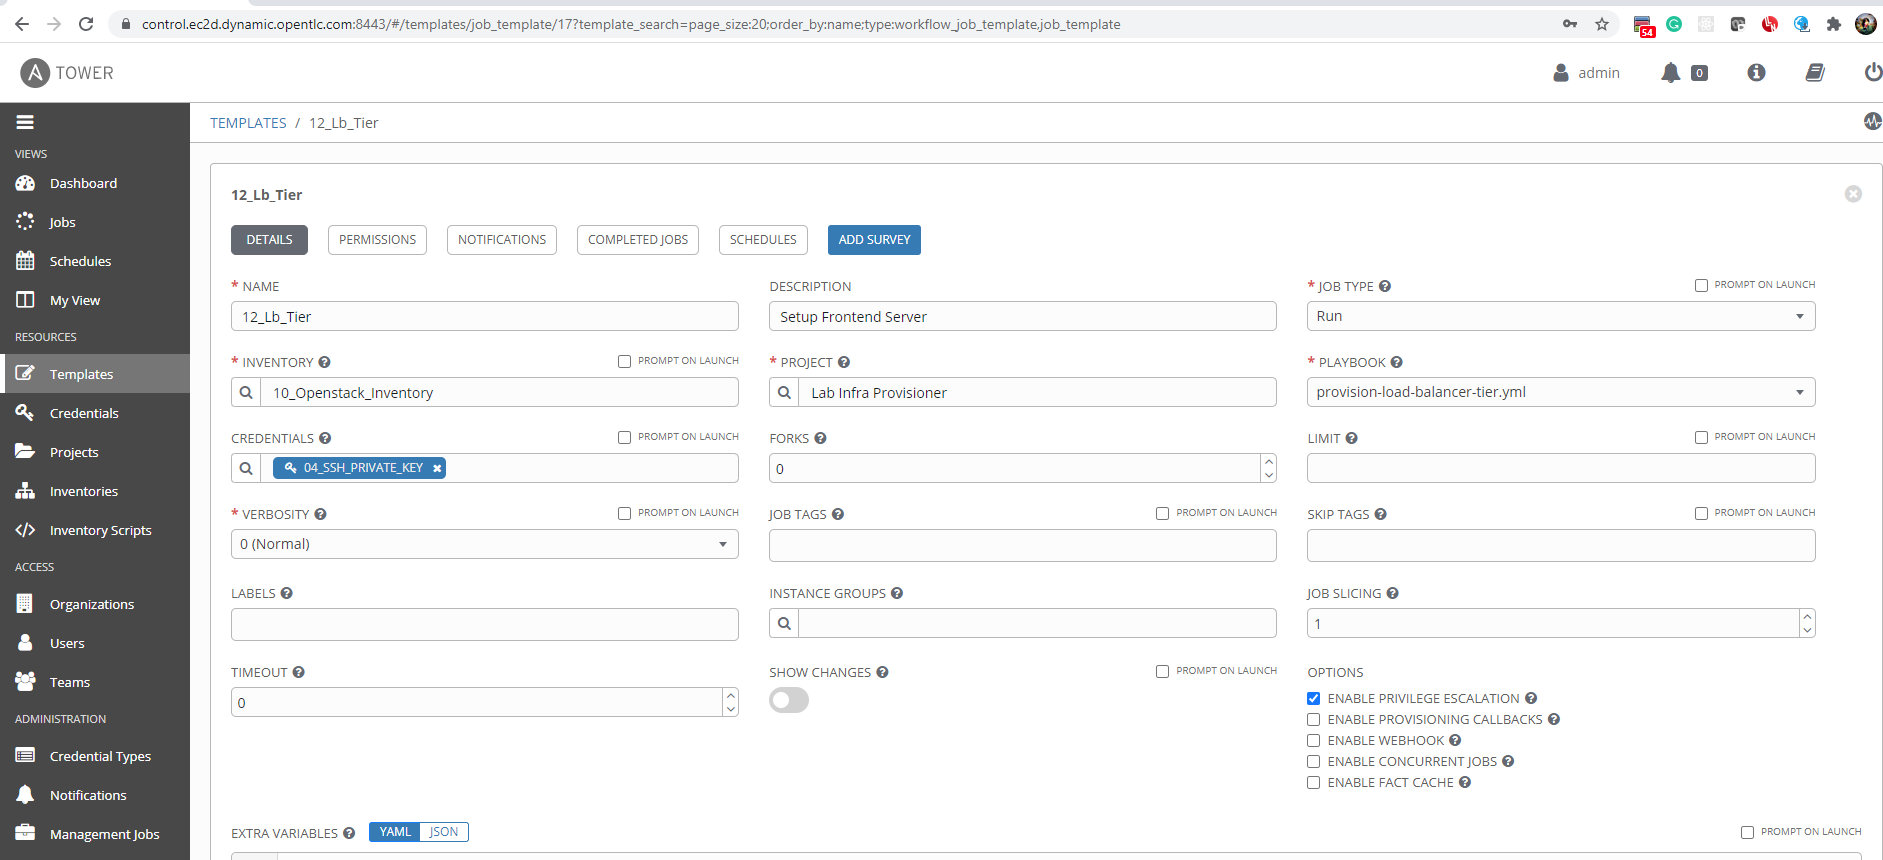 control.ec2d.dynamic.opentlc.com:8443/#/templates/job_template/17?template_search=page_size:20;order_by:name;type:workflow_job_template,job_template
54
A TOWER
admin
0
VIEWS
Dashboard
Jobs
Schedules
My View
RESOURCES
Templates
Credentials
Projects
Inventories
Inventory Scripts
ACCESS
Organizations
Users
Teams
ADMINISTRATION
Credential Types
Notifications
Management Jobs
TEMPLATES / 12_Lb_Tier
12_Lb_Tier
DETAILS PERMISSIONS NOTIFICATIONS COMPLETED JOBS SCHEDULES ADD SURVEY
* NAME
12_Lb_Tier
DESCRIPTION
Setup Frontend Server
* JOB TYPE ? PROMPT ON LAUNCH
Run
* INVENTORY ? PROMPT ON LAUNCH
10_Openstack_Inventory
* PROJECT ?
Lab Infra Provisioner
* PLAYBOOK ?
provision-load-balancer-tier.yml
CREDENTIALS ? PROMPT ON LAUNCH
04_SSH_PRIVATE_KEY
FORKS ?
0
LIMIT ? PROMPT ON LAUNCH
* VERBOSITY ? PROMPT ON LAUNCH
0 (Normal)
JOB TAGS ? PROMPT ON LAUNCH
SKIP TAGS ? PROMPT ON LAUNCH
LABELS ?
INSTANCE GROUPS ?
JOB SLICING ?
1
TIMEOUT ?
0
SHOW CHANGES ? PROMPT ON LAUNCH
OPTIONS
ENABLE PRIVILEGE ESCALATION ?
ENABLE PROVISIONING CALLBACKS ?
ENABLE WEBHOOK ?
ENABLE CONCURRENT JOBS ?
ENABLE FACT CACHE ?
EXTRA VARIABLES ? YAML JSON PROMPT ON LAUNCH